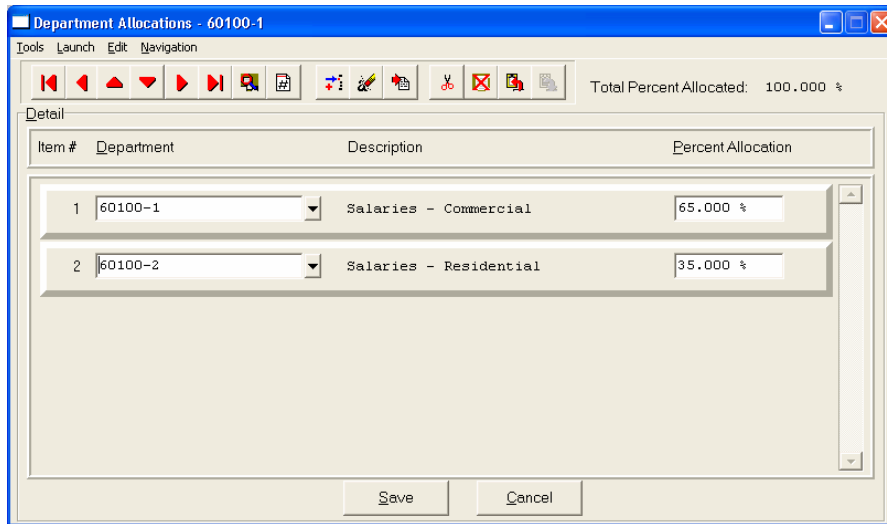 Department Allocations - 60100-1
Tools Launch Edit Navigation
Total Percent Allocated: 100.000 %
Detail
Item # Department Description Percent Allocation
1 60100-1 Salaries - Commercial 65.000 %
2 60100-2 Salaries - Residential 35.000 %
Save Cancel